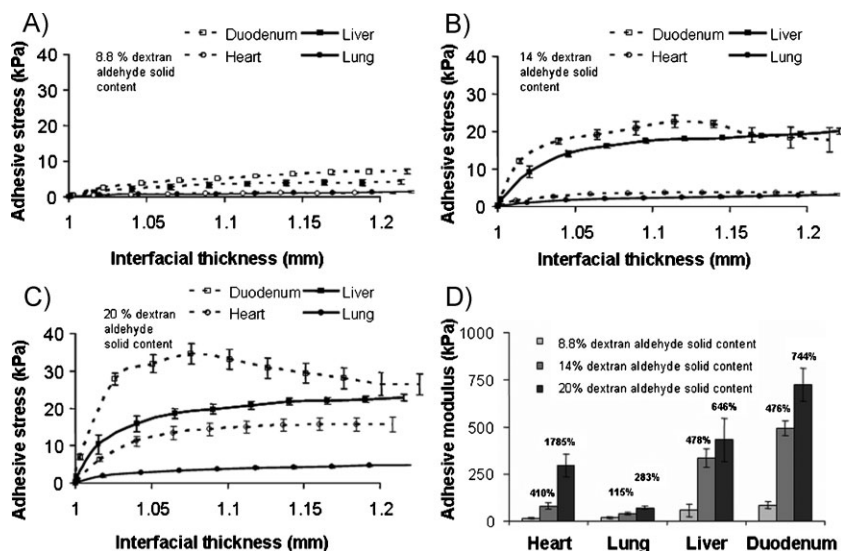 A)
Duodenum Liver
Heart Lung
8.8 % dextran
aldehyde solid
content
Adhesive stress (kPa)
40
30
20
10
0
1 1.05 1.1 1.15 1.2
Interfacial thickness (mm)
B)
Duodenum Liver
Heart Lung
14 % dextran
aldehyde solid
content
Adhesive stress (kPa)
40
30
20
10
0
1 1.05 1.1 1.15 1.2
Interfacial thickness (mm)
C)
Duodenum Liver
Heart Lung
20 % dextran
aldehyde
solid content
Adhesive stress (kPa)
50
40
30
20
10
0
1 1.05 1.1 1.15 1.2
Interfacial thickness (mm)
D)
8.8% dextran aldehyde solid content
14% dextran aldehyde solid content
20% dextran aldehyde solid content
Adhesive modulus (kPa)
1000
750
500
250
0
410% 1785%
115% 283%
478% 646%
476% 744%
Heart Lung Liver Duodenum